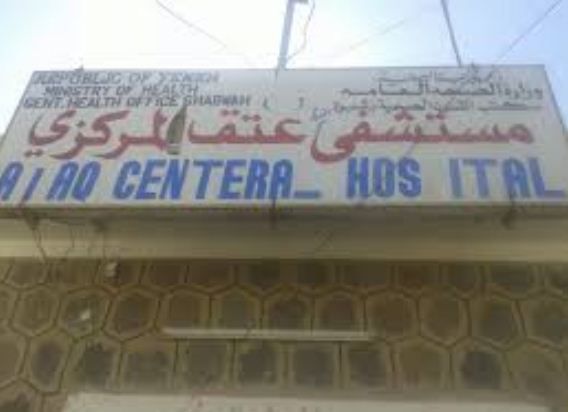 REPUBLIC OF YEMEN
MINISTRY OF HEALTH
GENT. HEALTH OFFICE SHABWAH
وزارة الصحة العامة
مستشفى عتق المركزي
A AQ CENTERA_ HOS ITAL